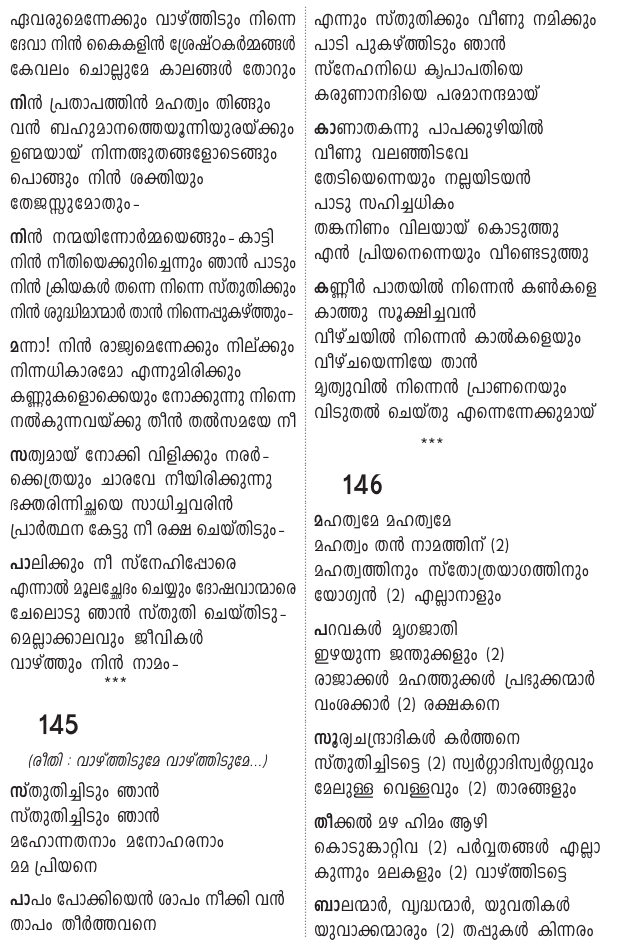 ഏവരുമെന്നേക്കും വാഴ്ത്തിടും നിന്നെ
ദേവാ നിൻ കൈകളിൻ ശ്രേഷ്ഠകർമ്മങ്ങൾ
കേവലം ചൊല്ലുമേ കാലങ്ങൾ തോറും
നിൻ പ്രതാപത്തിൻ മഹത്വം തിങ്ങും
വൻ ബഹുമാനത്തെയൂന്നിയുരയ്ക്കും
ഉണ്മയായ് നിന്നത്ഭുതങ്ങളോടെങ്ങും
പൊങ്ങും നിൻ ശക്തിയും
തേജസ്സുമോതും-
നിൻ നന്മയിന്നോർമ്മയെങ്ങും-കാട്ടി
നിൻ നീതിയെക്കുറിച്ചെന്നും ഞാൻ പാടും
നിൻ ക്രിയകൾ തന്നെ നിന്നെ സ്തുതിക്കും
നിൻ ശുദ്ധിമാന്മാർ താൻ നിന്നെപ്പുകഴ്ത്തും-
മന്നാ! നിൻ രാജ്യമെന്നേക്കും നില്ക്കും
നിന്നധികാരമോ എന്നുമിരിക്കും
കണ്ണുകളൊക്കെയും നോക്കുന്നു നിന്നെ
നൽകുന്നവയ്ക്കു തീൻ തൽസമയേ നീ
സത്യമായ് നോക്കി വിളിക്കും നരർ-
ക്കെത്രയും ചാരവേ നീയിരിക്കുന്നു
ഭക്തരിന്നിച്ഛയെ സാധിച്ചവരിൻ
പ്രാർത്ഥന കേട്ടു നീ രക്ഷ ചെയ്തിടും-
പാലിക്കും നീ സ്നേഹിപ്പോരെ
എന്നാൽ മൂലച്ഛേദം ചെയ്യും ദോഷവാന്മാരെ
ചേലൊടു ഞാൻ സ്തുതി ചെയ്തിടു-
മെല്ലാക്കാലവും ജീവികൾ
വാഴ്ത്തും നിൻ നാമം-
***
145
(രീതി : വാഴ്ത്തിടുമേ വാഴ്ത്തിടുമേ...)
സ്തുതിച്ചിടും ഞാൻ
സ്തുതിച്ചിടും ഞാൻ
മഹോന്നതനാം മനോഹരനാം
മമ പ്രിയനെ
പാപം പോക്കിയെൻ ശാപം നീക്കി വൻ
താപം തീർത്തവനെ
എന്നും സ്തുതിക്കും വീണു നമിക്കും
പാടി പുകഴ്ത്തിടും ഞാൻ
സ്നേഹനിധെ കൃപാപതിയെ
കരുണാനദിയെ പരമാനന്ദമായ്
കാണാതകന്നു പാപക്കുഴിയിൽ
വീണു വലഞ്ഞിടവേ
തേടിയെന്നെയും നല്ലയിടയൻ
പാടു സഹിച്ചധികം
തങ്കനിണം വിലയായ് കൊടുത്തു
എൻ പ്രിയനെന്നെയും വീണ്ടെടുത്തു
കണ്ണീർ പാതയിൽ നിന്നെൻ കൺകളെ
കാത്തു സൂക്ഷിച്ചവൻ
വീഴ്ചയിൽ നിന്നെൻ കാൽകളെയും
വീഴ്ചയെന്നിയേ താൻ
മൃത്യുവിൽ നിന്നെൻ പ്രാണനെയും
വിടുതൽ ചെയ്തു എന്നെന്നേക്കുമായ്
***
146
മഹത്വമേ മഹത്വമേ
മഹത്വം തൻ നാമത്തിന് (2)
മഹത്വത്തിനും സ്തോത്രയാഗത്തിനും
യോഗ്യൻ (2) എല്ലാനാളും
പറവകൾ മൃഗജാതി
ഇഴയുന്ന ജന്തുക്കളും (2)
രാജാക്കൾ മഹത്തുക്കൾ പ്രഭുക്കന്മാർ
വംശക്കാർ (2) രക്ഷകനെ
സൂര്യചന്ദ്രാദികൾ കർത്തനെ
സ്തുതിച്ചിടട്ടെ (2) സ്വർഗ്ഗാദിസ്വർഗ്ഗവും
മേലുള്ള വെള്ളവും (2) താരങ്ങളും
തീക്കൽ മഴ ഹിമം ആഴി
കൊടുങ്കാറ്റിവ (2) പർവ്വതങ്ങൾ എല്ലാ
കുന്നും മലകളും (2) വാഴ്ത്തിടട്ടെ
ബാലന്മാർ, വൃദ്ധന്മാർ, യുവതികൾ
യുവാക്കന്മാരും (2) തപ്പുകൾ കിന്നരം